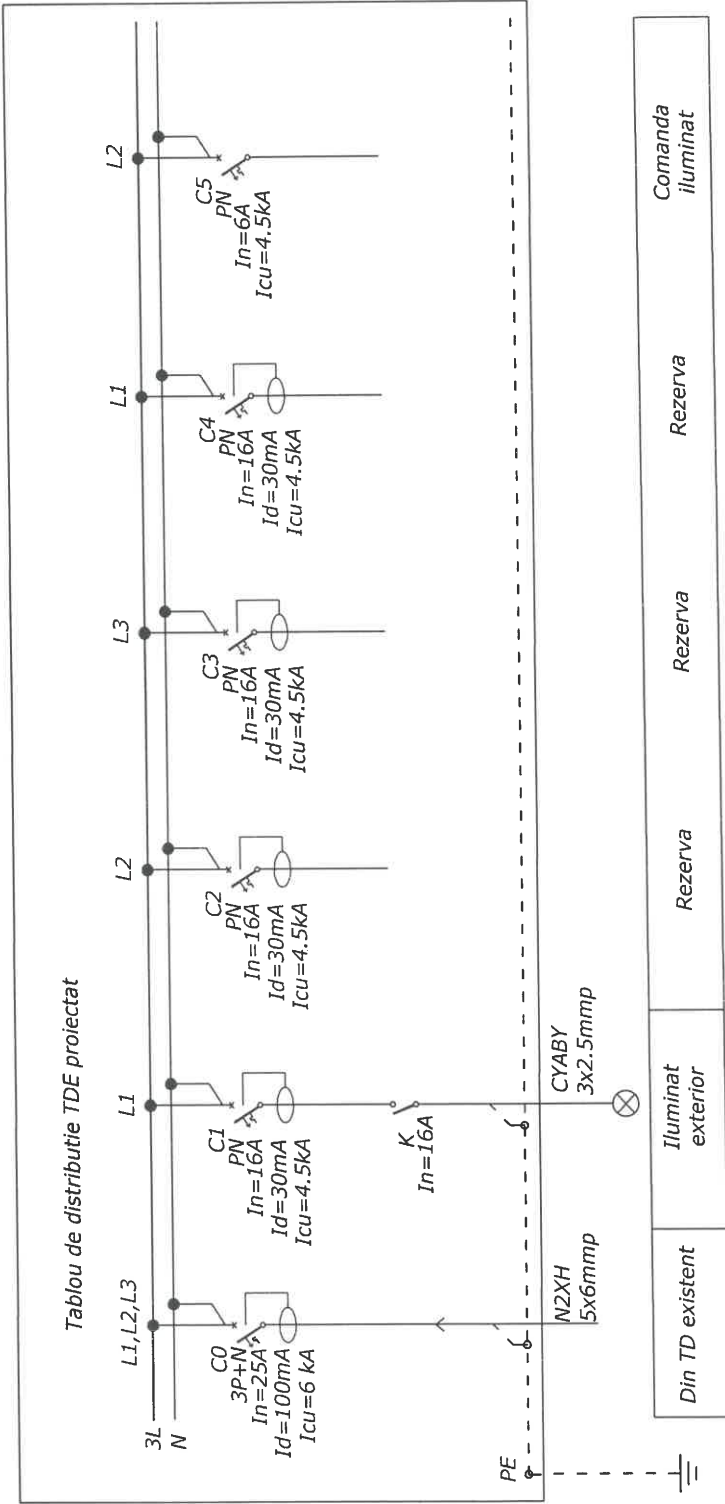 Tablou de distributie TDE proiectat
3L
N
L1,L2,L3
C0
3P+N
In=25A
Id=100mA
Icu=6 kA
N2XH
5x6mmp
L1
C1
PN
In=16A
Id=30mA
Icu=4.5kA
K
In=16A
CYABY
3x2.5mmp
L2
C2
PN
In=16A
Id=30mA
Icu=4.5kA
L3
C3
PN
In=16A
Id=30mA
Icu=4.5kA
L1
C4
PN
In=16A
Id=30mA
Icu=4.5kA
L2
C5
PN
In=6A
Icu=4.5kA
PE
Din TD existent
Iluminat
exterior
Rezerva
Rezerva
Rezerva
Comanda
iluminat